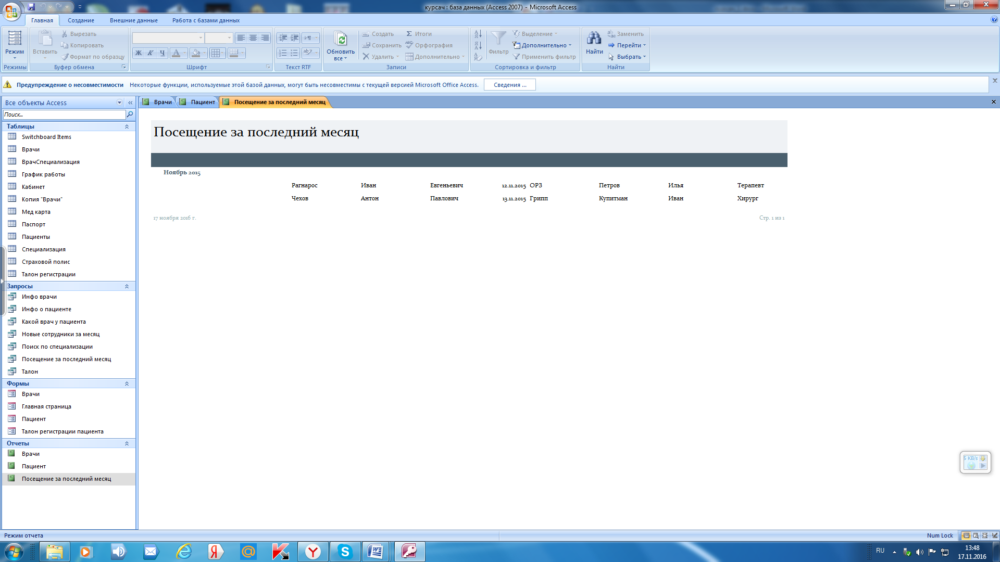 курсач : база данных (Access 2007) - Microsoft Access
Главная Создание Внешние данные Работа с базами данных
Режим
Режимы
Вставить
Вырезать
Копировать
Формат по образцу
Буфер обмена
Ж К Ч А
Шрифт
Текст RTF
Обновить все
Создать
Сохранить
Удалить
Итоги
Орфография
Дополнительно
Записи
Фильтр
Выделение
Дополнительно
Применить фильтр
Сортировка и фильтр
Найти
Заменить
Перейти
Выбрать
Найти
Предупреждение о несовместимости Некоторые функции, используемые этой базой данных, могут быть несовместимы с текущей версией Microsoft Office Access. Сведения ...
Все объекты Access
Поиск...
Таблицы
Switchboard Items
Врачи
ВрачСпециализация
График работы
Кабинет
Копия "Врачи"
Мед карта
Паспорт
Пациенты
Специализация
Страховой полис
Талон регистрации
Запросы
Инфо врачи
Инфо о пациенте
Какой врач у пациента
Новые сотрудники за месяц
Поиск по специализации
Посещение за последний месяц
Талон
Формы
Врачи
Главная страница
Пациент
Талон регистрации пациента
Отчеты
Врачи
Пациент
Посещение за последний месяц
Врачи Пациент Посещение за последний месяц
Посещение за последний месяц
Ноябрь 2015
Рагнарос Иван Евгеньевич 12.11.2015 ОРЗ Петров Илья Терапевт
Чехов Антон Павлович 13.11.2015 Грипп Купитман Иван Хирург
17 ноября 2016 г. Стр. 1 из 1
5 KB/s
Режим отчета Num Lock
RU
13:48
17.11.2016